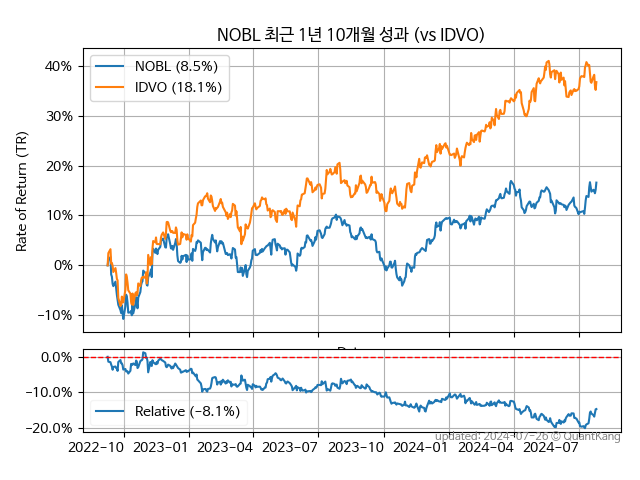 NOBL 최근 1년 10개월 성과 (vs IDVO)
NOBL (8.5%)
IDVO (18.1%)
Rate of Return (TR)
40%
30%
20%
10%
0%
−10%
0.0%
−10.0%
−20.0%
Relative (−8.1%)
updated: 2024-07-26 © QuantKang
2022−10 2023−01 2023−04 2023−07 2023−10 2024−01 2024−04 2024−07